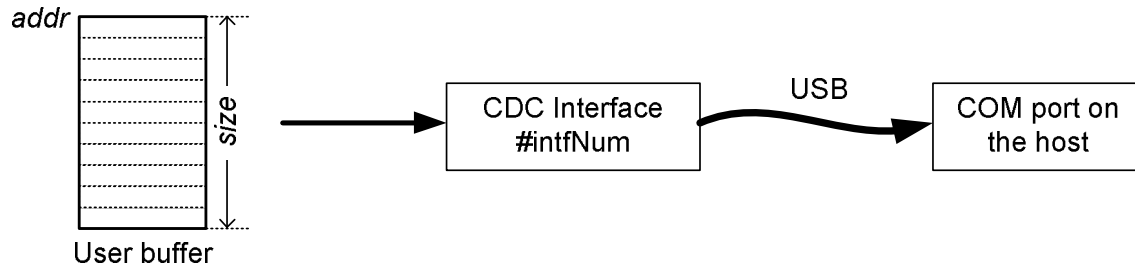 addr
size
User buffer
CDC Interface
#intfNum
USB
COM port on
the host